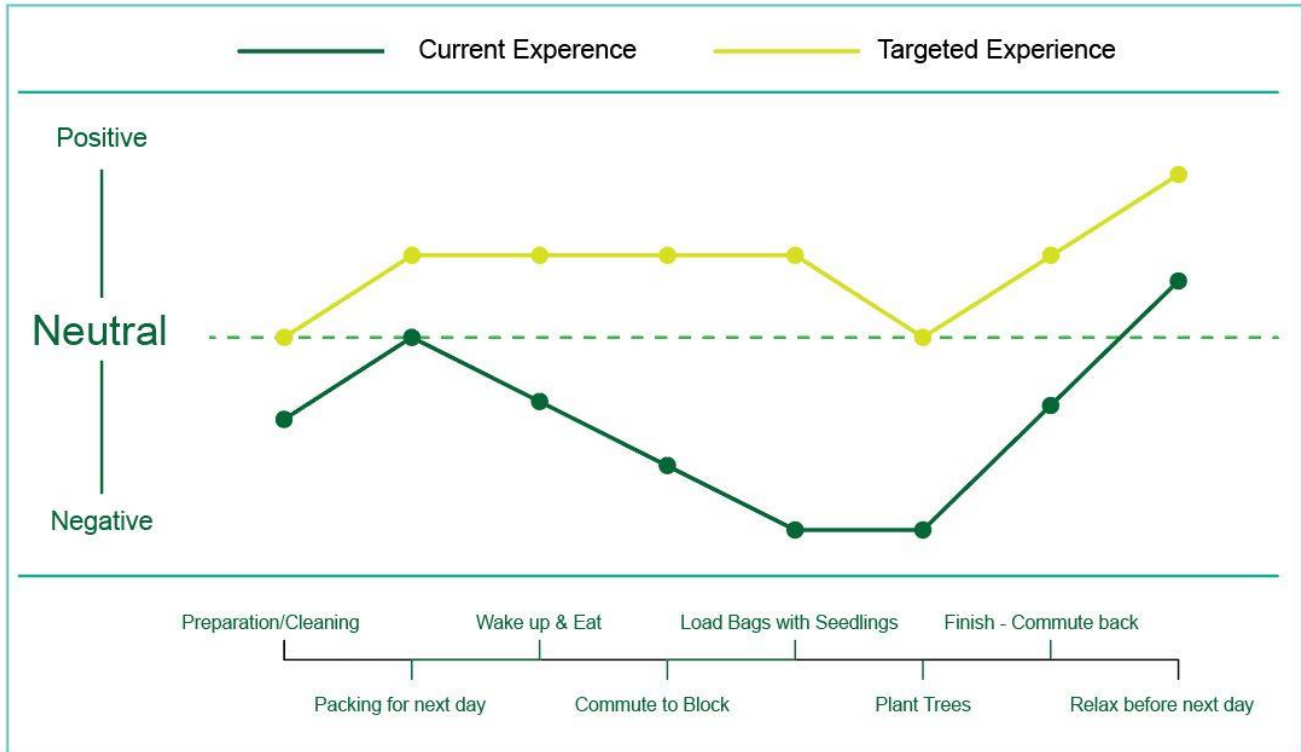 Current Experence
Targeted Experience
Positive
Neutral
Negative
Preparation/Cleaning
Wake up & Eat
Load Bags with Seedlings
Finish - Commute back
Packing for next day
Commute to Block
Plant Trees
Relax before next day